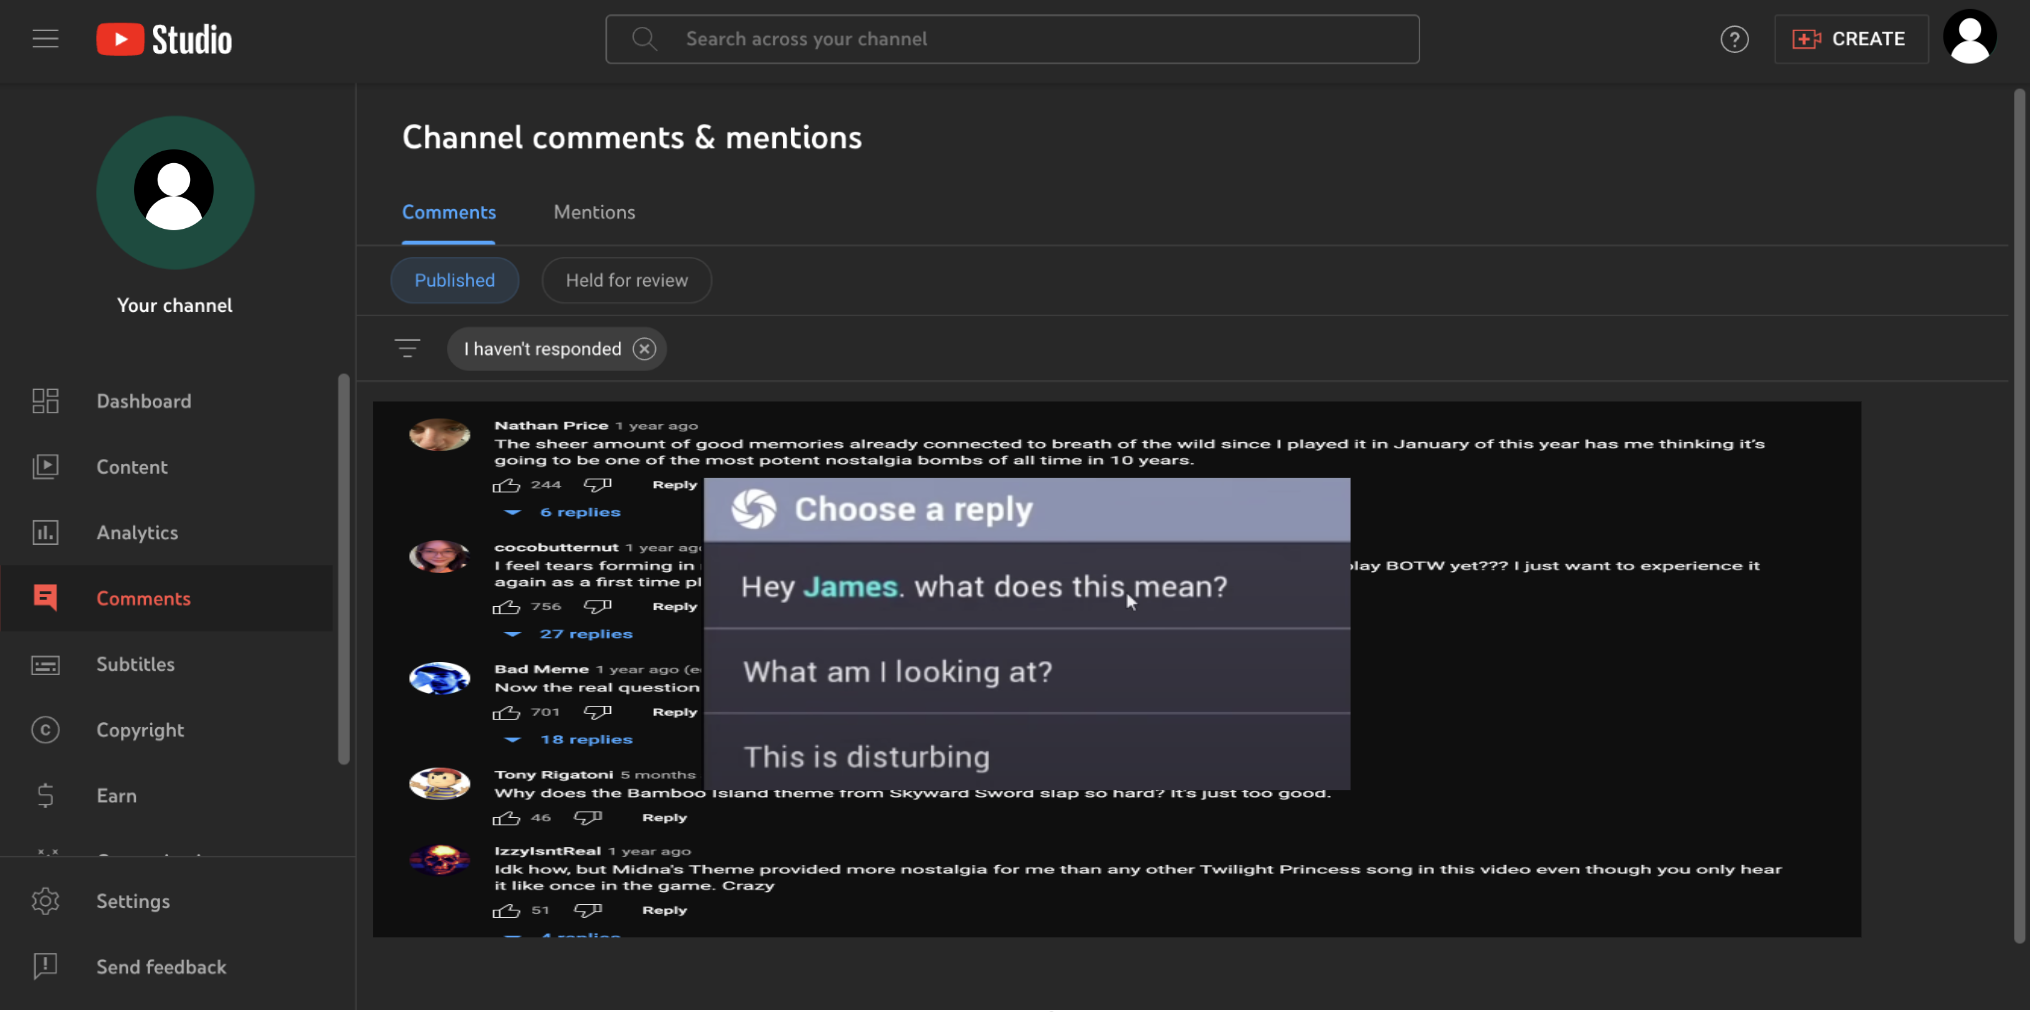 Studio
Search across your channel
?
CREATE
Your channel
Dashboard
Content
Analytics
Comments
Subtitles
Copyright
Earn
Settings
Send feedback
Channel comments & mentions
Comments Mentions
Published Held for review
I haven't responded
Nathan Price 1 year ago
The sheer amount of good memories already connected to breath of the wild since I played it in January of this year has me thinking it's
going to be one of the most potent nostalgia bombs of all time in 10 years.
244 Reply
6 replies
cocobutternut 1 year ag
I feel tears forming in play BOTW yet??? I just want to experience it
again as a first time pl
756 Reply
27 replies
Bad Meme 1 year ago (e
Now the real question
701 Reply
18 replies
Tony Rigatoni 5 months
Why does the Bamboo Island theme from Skyward Sword slap so hard? It's just too good.
46 Reply
IzzyIsntReal 1 year ago
Idk how, but Midna's Theme provided more nostalgia for me than any other Twilight Princess song in this video even though you only hear
it like once in the game. Crazy
51 Reply
4 replies
Choose a reply
Hey James. what does this mean?
What am I looking at?
This is disturbing